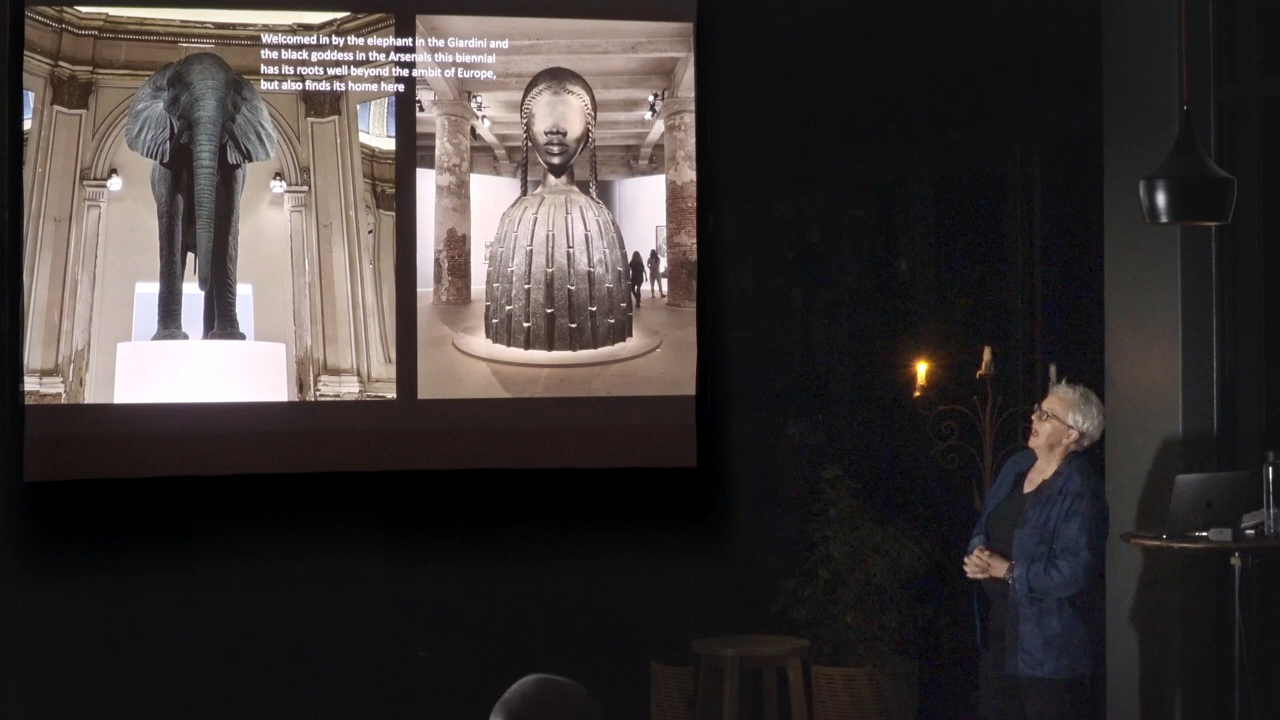 Welcomed in by the elephant in the Giardini and
the black goddess in the Arsenals this biennial
has its roots well beyond the ambit of Europe,
but also finds its home here